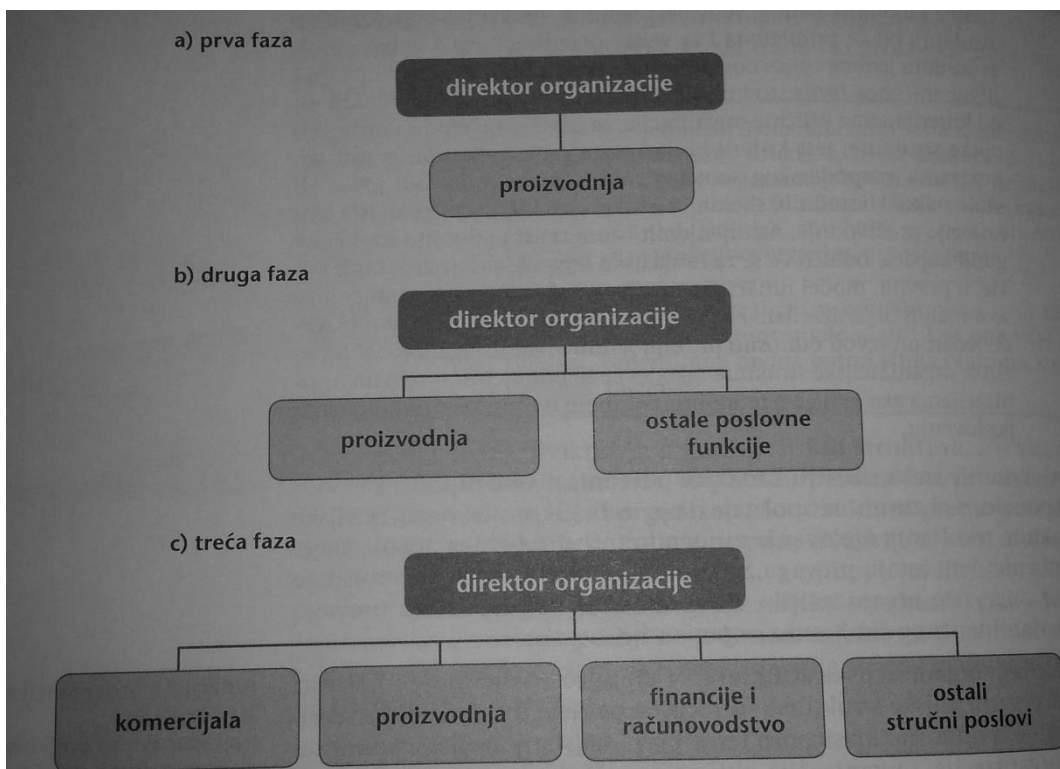 a) prva faza
direktor organizacije
proizvodnja
b) druga faza
direktor organizacije
proizvodnja
ostale poslovne
funkcije
c) treća faza
direktor organizacije
komercijala
proizvodnja
financije i
računovodstvo
ostali
stručni poslovi